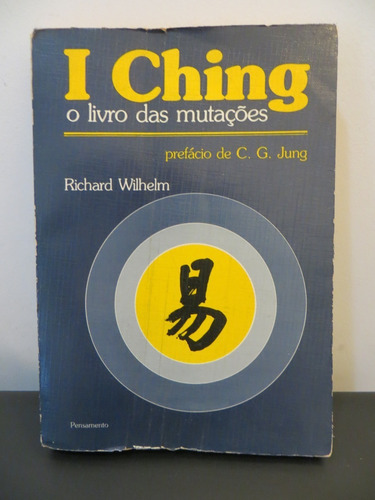 I Ching
o livro das mutações
prefácio de C. G. Jung
Richard Wilhelm
易
Pensamento